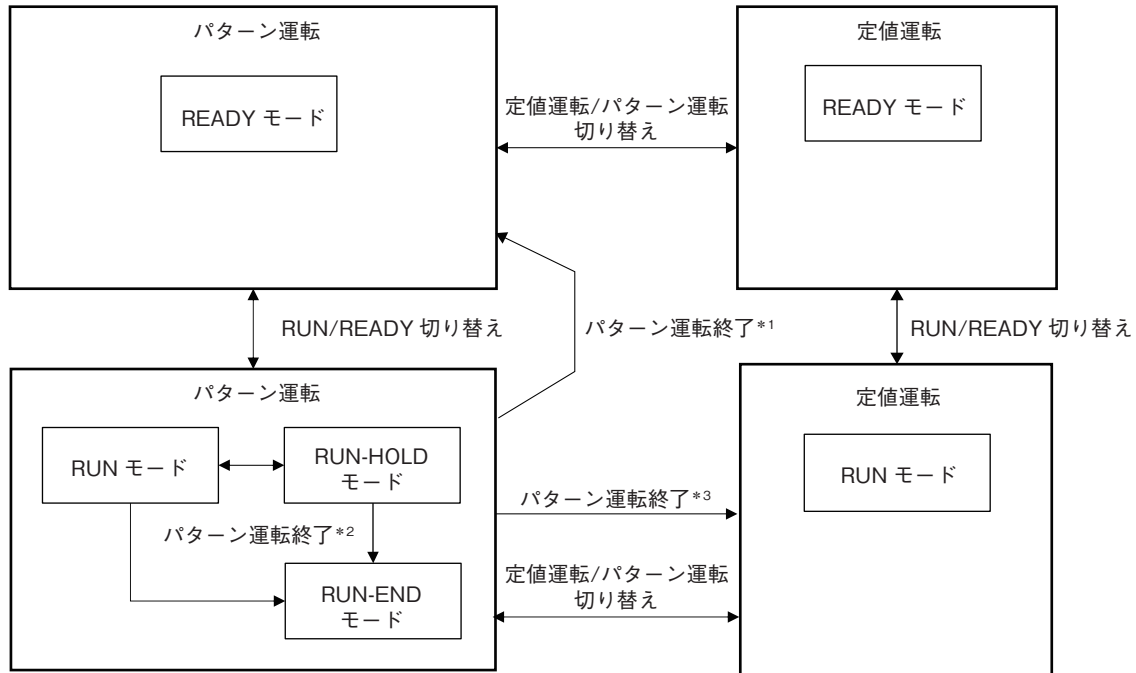 パターン運転
READY モード
定値運転/パターン運転
切り替え
定値運転
READY モード
RUN/READY 切り替え
パターン運転終了*1
RUN/READY 切り替え
パターン運転
RUN モード
RUN-HOLD
モード
パターン運転終了*2
RUN-END
モード
パターン運転終了*3
定値運転/パターン運転
切り替え
定値運転
RUN モード